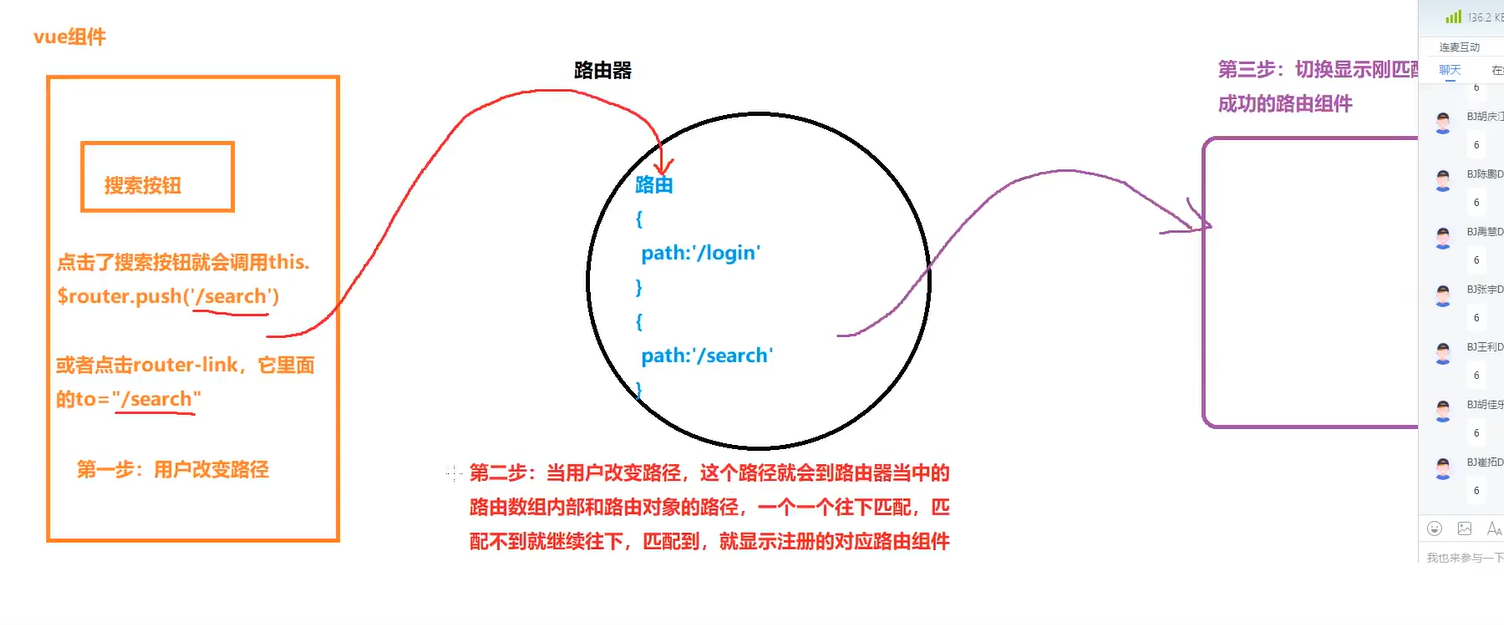 vue组件
搜索按钮
点击了搜索按钮就会调用this.
$router.push('/search')
或者点击router-link，它里面
的to="/search"
第一步：用户改变路径
路由器
路由
{
path:'/login'
}
{
path:'/search'
}
第二步：当用户改变路径，这个路径就会到路由器当中的
路由数组内部和路由对象的路径，一个一个往下匹配，匹
配不到就继续往下，匹配到，就显示注册的对应路由组件
第三步：切换显示刚匹
成功的路由组件
136.2 KB
连麦互动
聊天 在
6
BJ胡庆江
6
BJ陈鹏D
6
BJ禹慧D
6
BJ张宇D
6
BJ王利D
6
BJ胡佳乐
6
BJ崔拓D
6
我也来参与一下